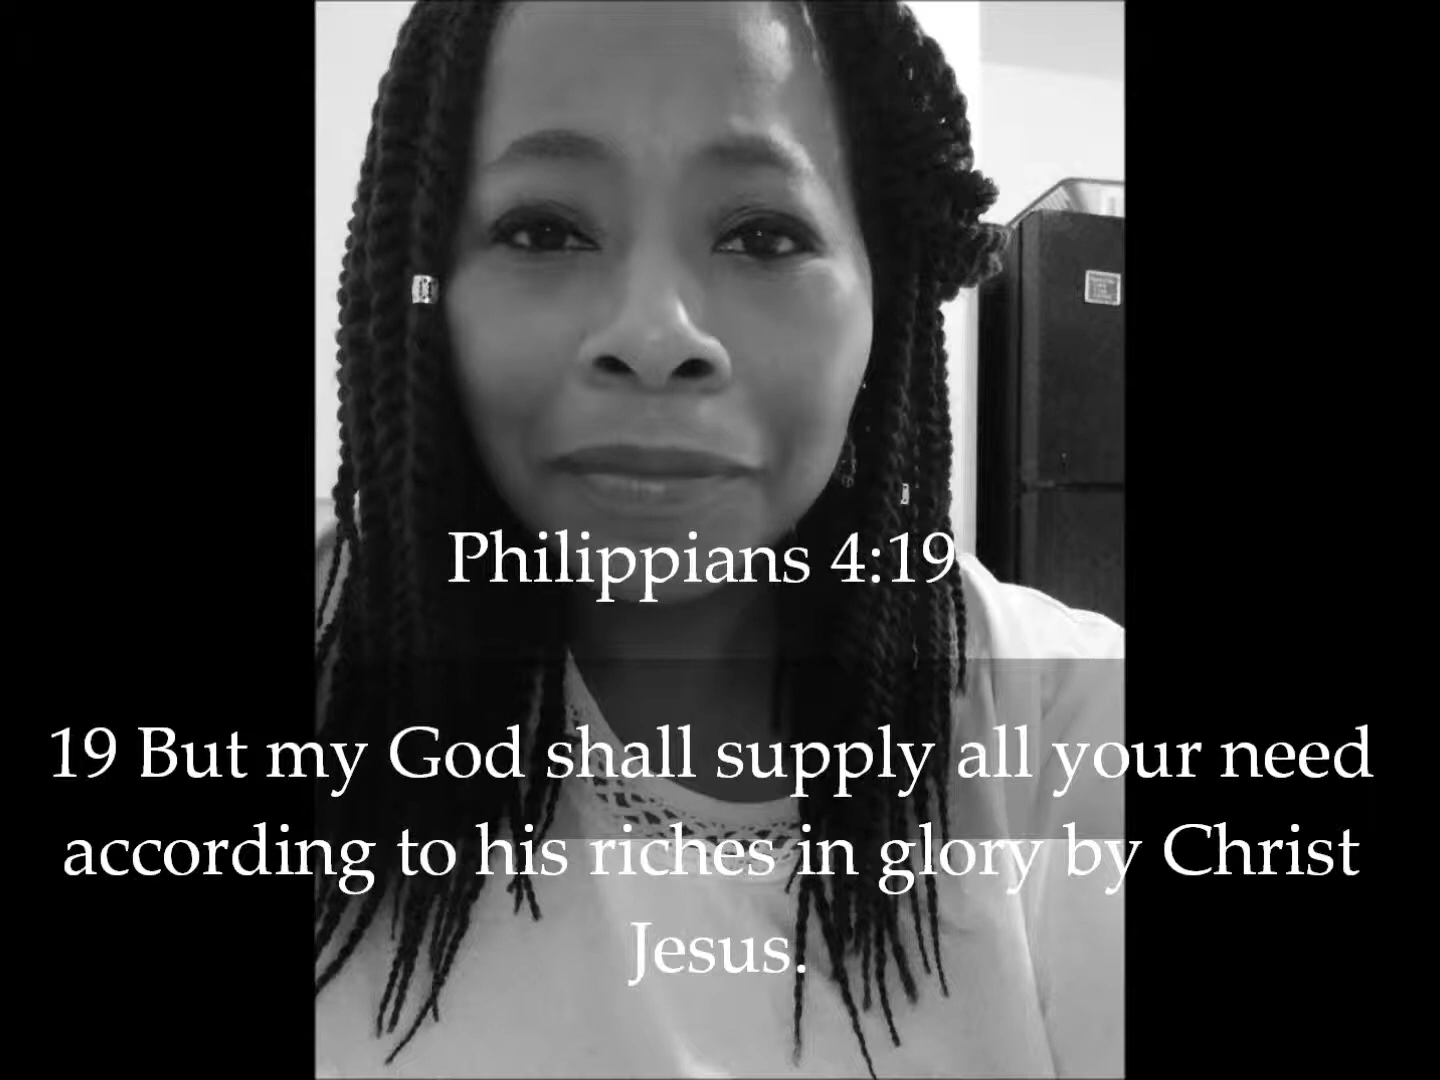 Philippians 4:19
19 But my God shall supply all your need
according to his riches in glory by Christ
Jesus.